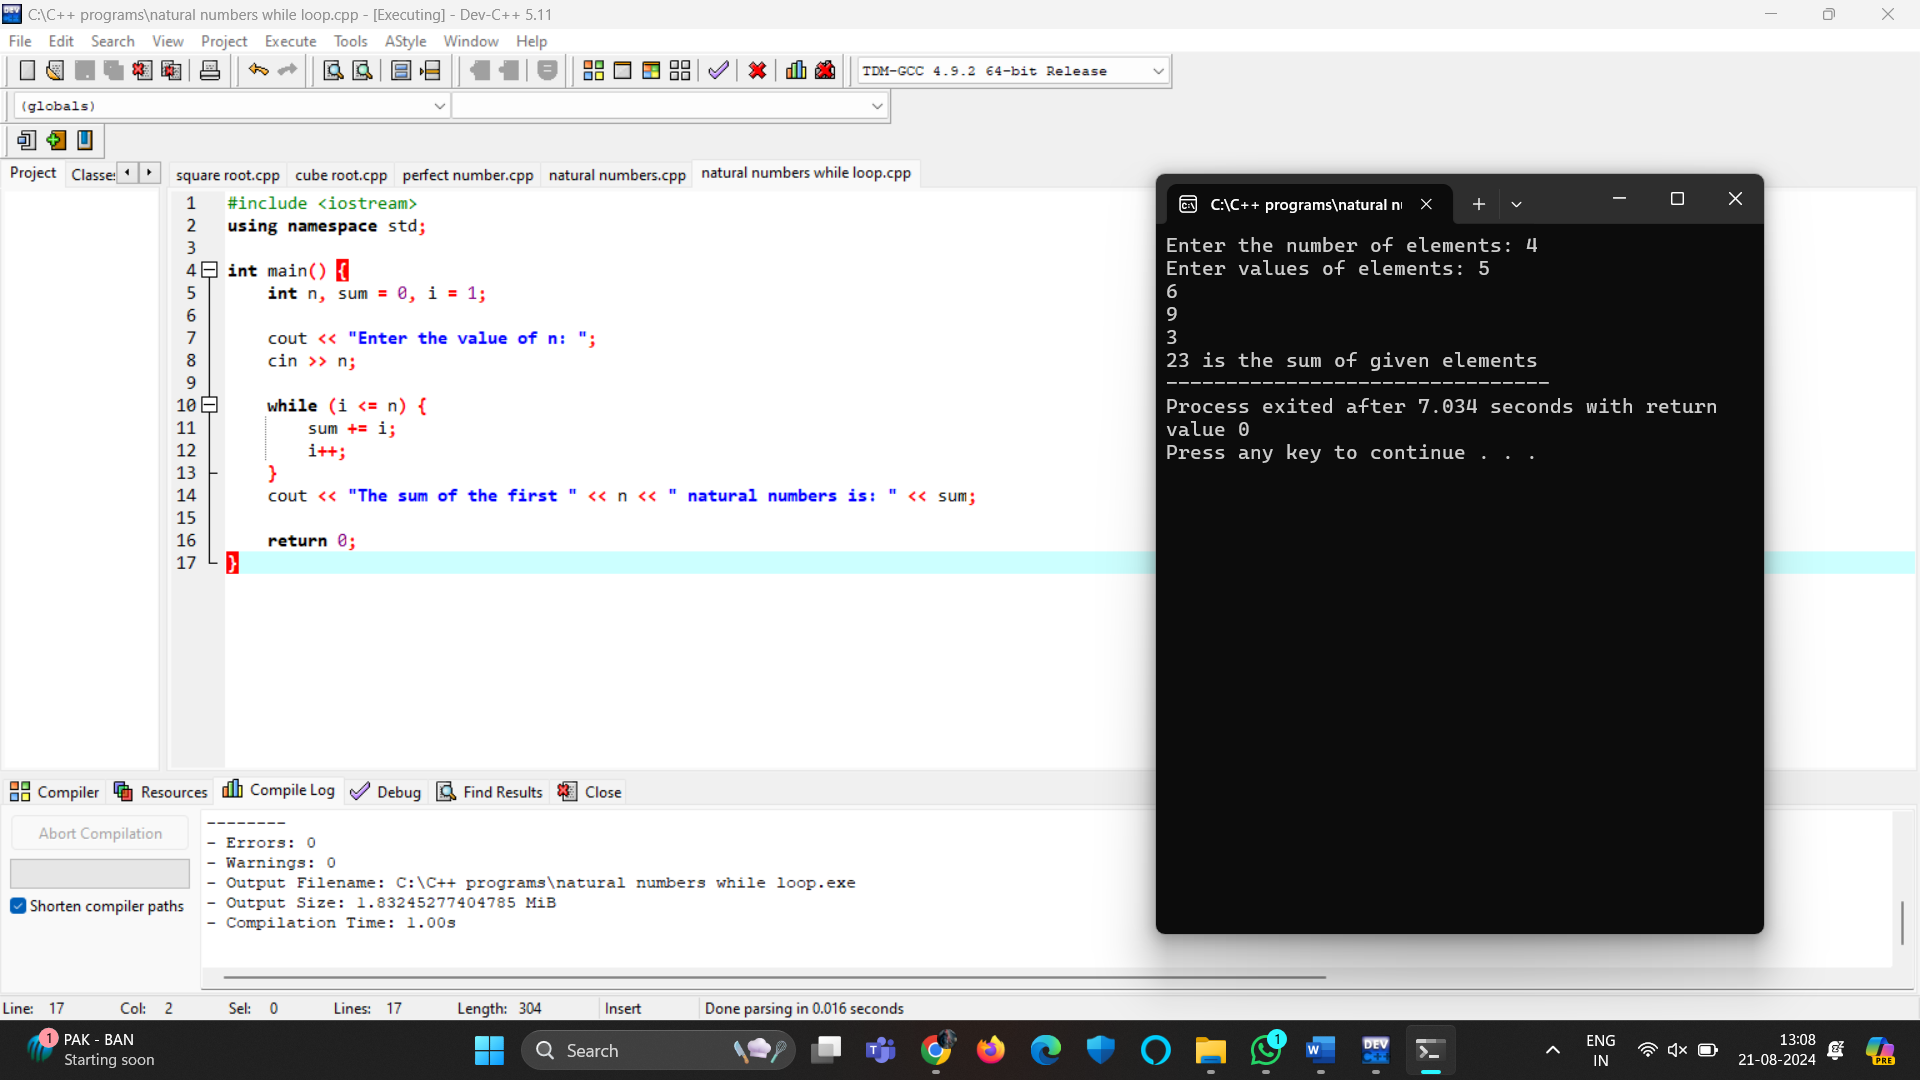 C:\C++ programs\natural numbers while loop.cpp - [Executing] - Dev-C++ 5.11
File Edit Search View Project Execute Tools AStyle Window Help
TDM-GCC 4.9.2 64-bit Release
(globals)
Project Classes
square root.cpp cube root.cpp perfect number.cpp natural numbers.cpp natural numbers while loop.cpp
1 #include <iostream>
2 using namespace std;
3
4 int main() {
5 int n, sum = 0, i = 1;
6
7 cout << "Enter the value of n: ";
8 cin >> n;
9
10 while (i <= n) {
11 sum += i;
12 i++;
13 }
14 cout << "The sum of the first " << n << " natural numbers is: " << sum;
15
16 return 0;
17 }
C:\C++ programs\natural n
Enter the number of elements: 4
Enter values of elements: 5
6
9
3
23 is the sum of given elements
--------------------------------
Process exited after 7.034 seconds with return
value 0
Press any key to continue . . .
Compiler Resources Compile Log Debug Find Results Close
Abort Compilation
Shorten compiler paths
--------
- Errors: 0
- Warnings: 0
- Output Filename: C:\C++ programs\natural numbers while loop.exe
- Output Size: 1.83245277404785 MiB
- Compilation Time: 1.00s
Line: 17 Col: 2 Sel: 0 Lines: 17 Length: 304 Insert Done parsing in 0.016 seconds
1 PAK - BAN
Starting soon
Search
1
DEV
ENG
IN
13:08
21-08-2024
PRE